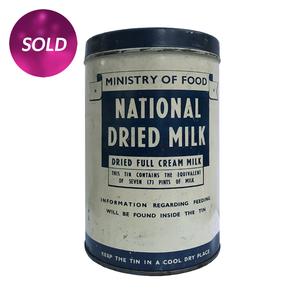 SOLD
MINISTRY OF FOOD
NATIONAL
DRIED MILK
DRIED FULL CREAM MILK
THIS TIN CONTAINS THE EQUIVALENT
OF SEVEN (7) PINTS OF MILK
INFORMATION REGARDING FEEDING
WILL BE FOUND INSIDE THE TIN
KEEP THE TIN IN A COOL DRY PLACE